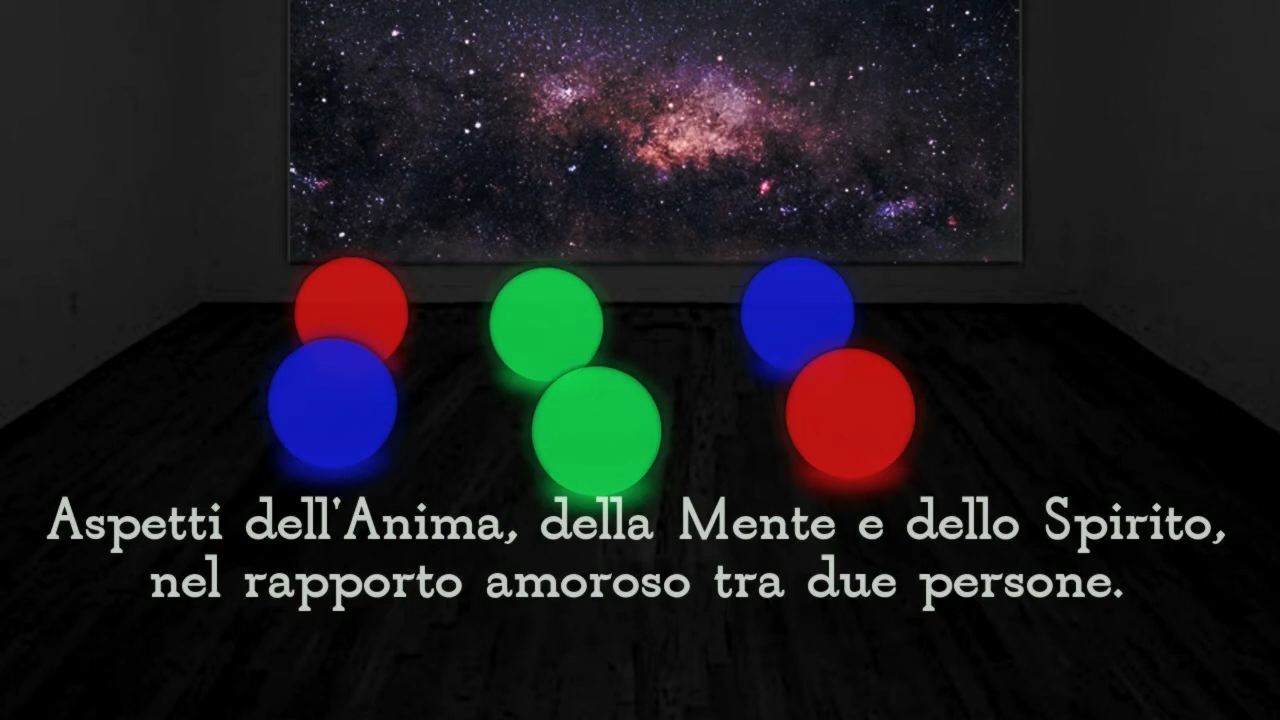 Aspetti dell'Anima, della Mente e dello Spirito,
nel rapporto amoroso tra due persone.